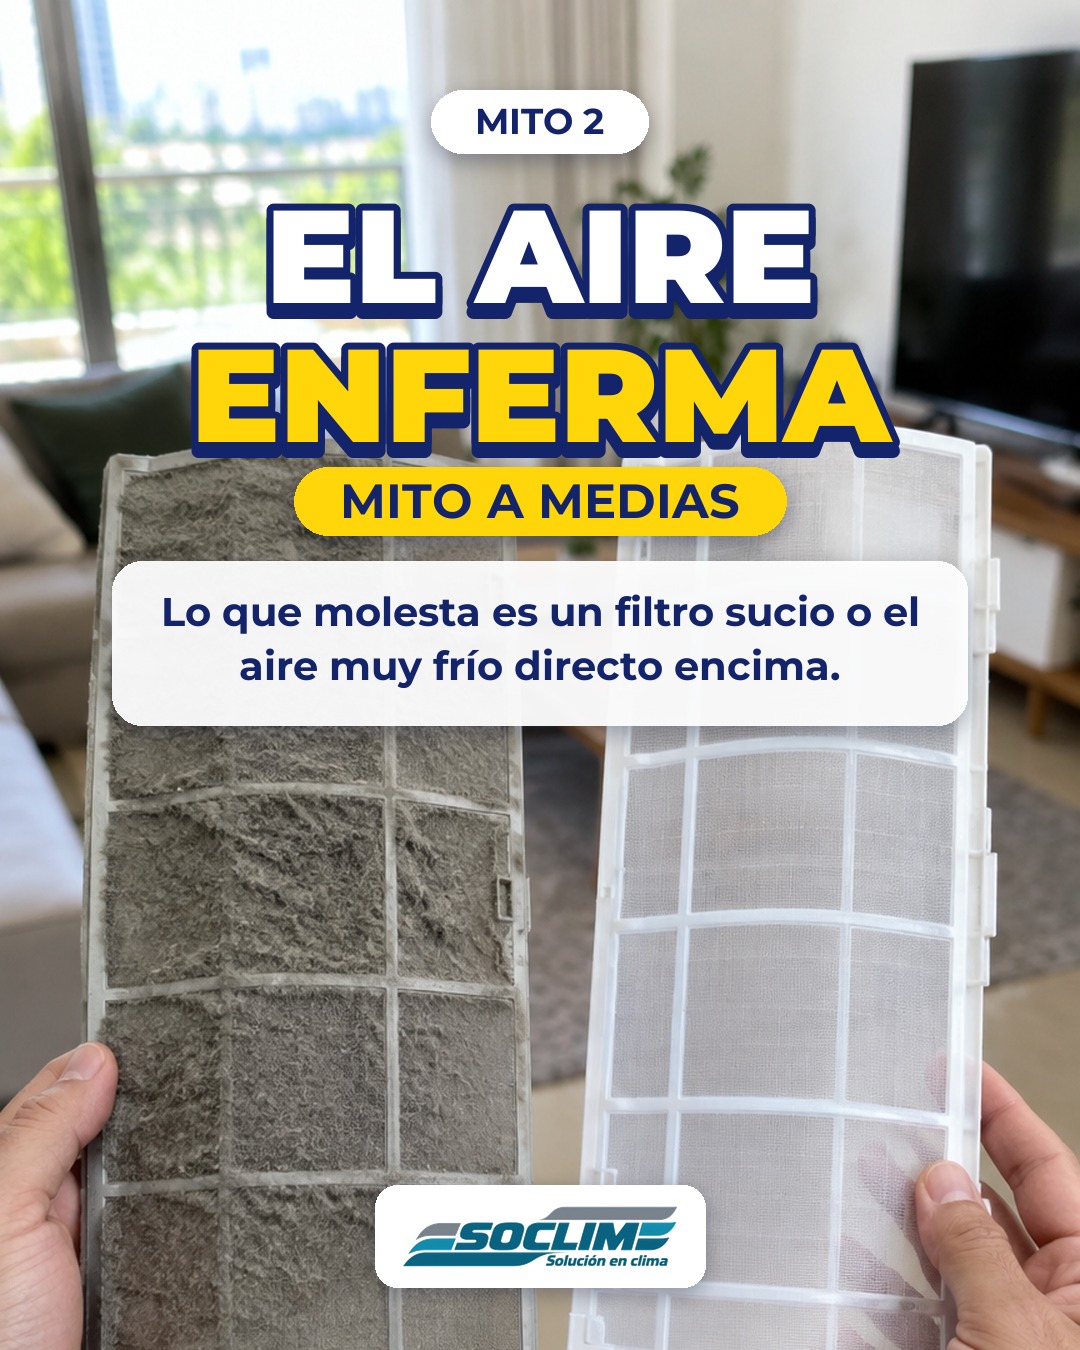 MITO 2
EL AIRE
ENFERMA
MITO A MEDIAS
Lo que molesta es un filtro sucio o el
aire muy frío directo encima.
SOCLIM
Solución en clima